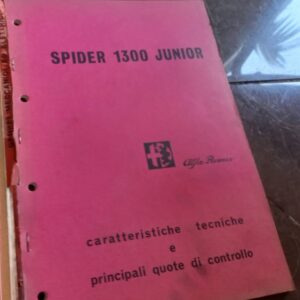 SPIDER 1300 JUNIOR
Alfa Romeo
caratteristiche tecniche
e
principali quote di controllo